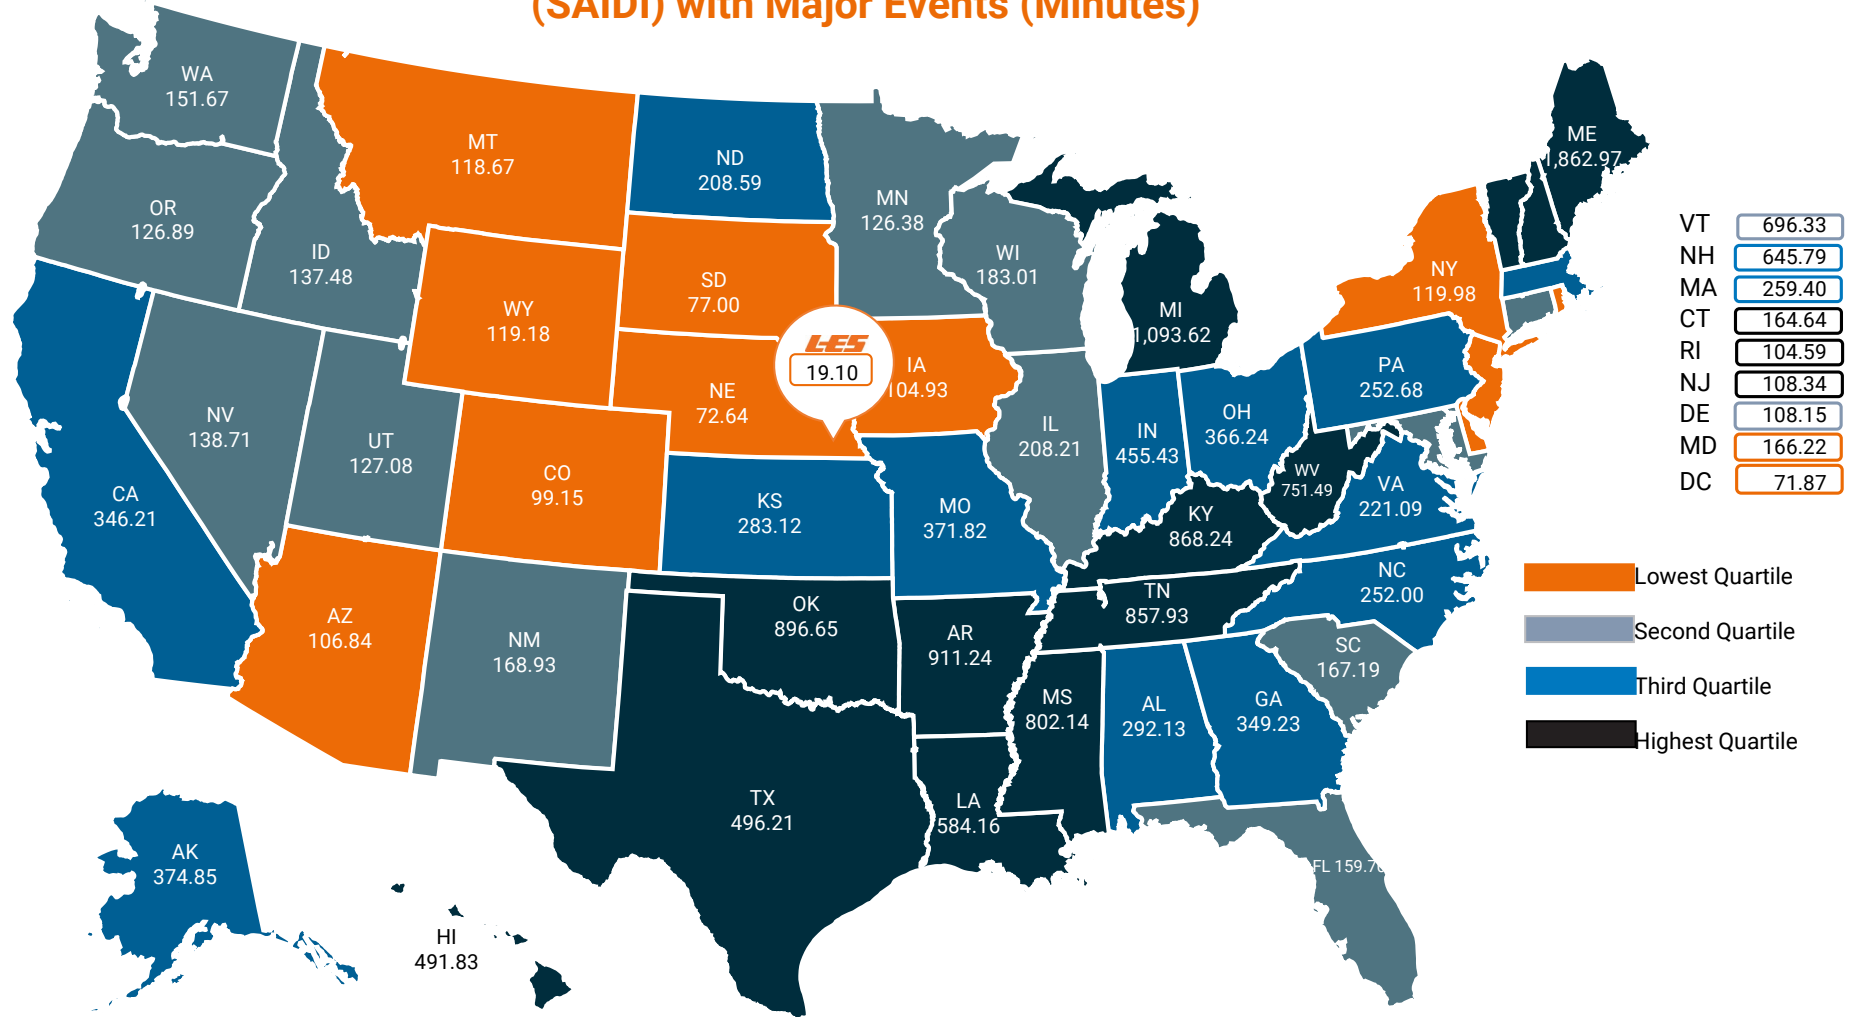 (SAIDI) with Major Events (Minutes)
WA
151.67
MT
118.67
ND
208.59
MN
126.38
ME
1,862.97
OR
126.89
ID
137.48
WY
119.18
SD
77.00
WI
183.01
MI
1,093.62
NY
119.98
VT 696.33
NH 645.79
MA 259.40
CT 164.64
RI 104.59
NJ 108.34
DE 108.15
MD 166.22
DC 71.87
LES
19.10
NE
72.64
IA
104.93
PA
252.68
NV
138.71
UT
127.08
CO
99.15
IL
208.21
IN
455.43
OH
366.24
WV
751.49
VA
221.09
CA
346.21
KS
283.12
MO
371.82
KY
868.24
Lowest Quartile
Second Quartile
Third Quartile
Highest Quartile
AZ
106.84
NM
168.93
OK
896.65
AR
911.24
TN
857.93
NC
252.00
SC
167.19
MS
802.14
AL
292.13
GA
349.23
TX
496.21
LA
584.16
FL 159.7
AK
374.85
HI
491.83